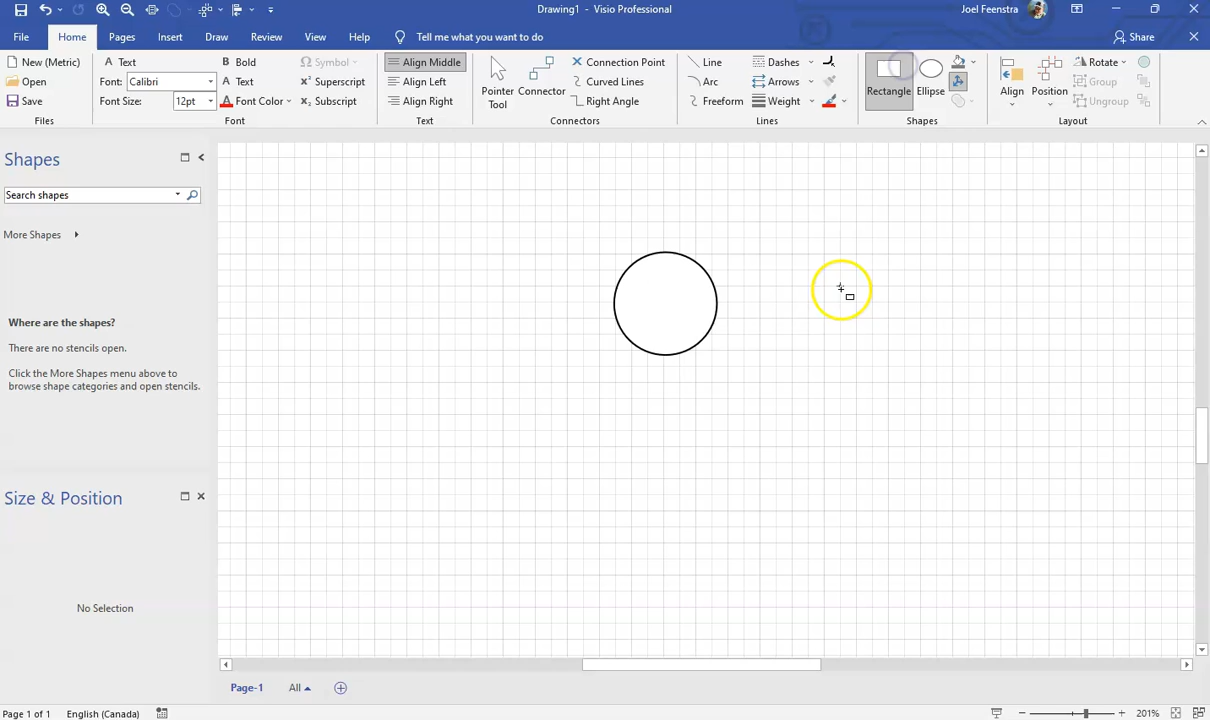 Drawing1 - Visio Professional
Joel Feenstra
File Home Pages Insert Draw Review View Help Tell me what you want to do Share
New (Metric)
Open
Save
Files
Text
Font: Calibri
Font Size: 12pt
Bold
Text
Font Color
Symbol
Superscript
Subscript
Font
Align Middle
Align Left
Align Right
Text
Pointer Tool
Connector
Connection Point
Curved Lines
Right Angle
Connectors
Line
Arc
Freeform
Dashes
Arrows
Weight
Lines
Rectangle
Ellipse
Shapes
Align
Position
Rotate
Group
Ungroup
Layout
Shapes
Search shapes
More Shapes
Where are the shapes?
There are no stencils open.
Click the More Shapes menu above to
browse shape categories and open stencils.
Size & Position
No Selection
Page-1 All
Page 1 of 1 English (Canada) 201%